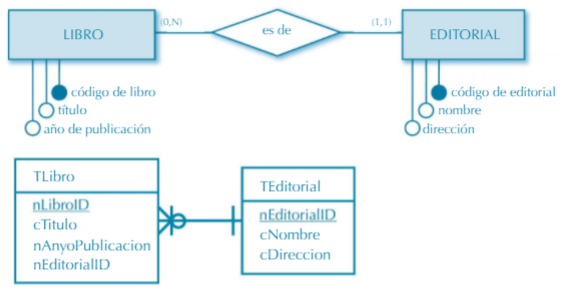 LIBRO (0,N) es de (1,1) EDITORIAL
código de libro
título
año de publicación
código de editorial
nombre
dirección
TLibro
nLibroID
cTitulo
nAnyoPublicacion
nEditorialID
TEditorial
nEditorialID
cNombre
cDireccion